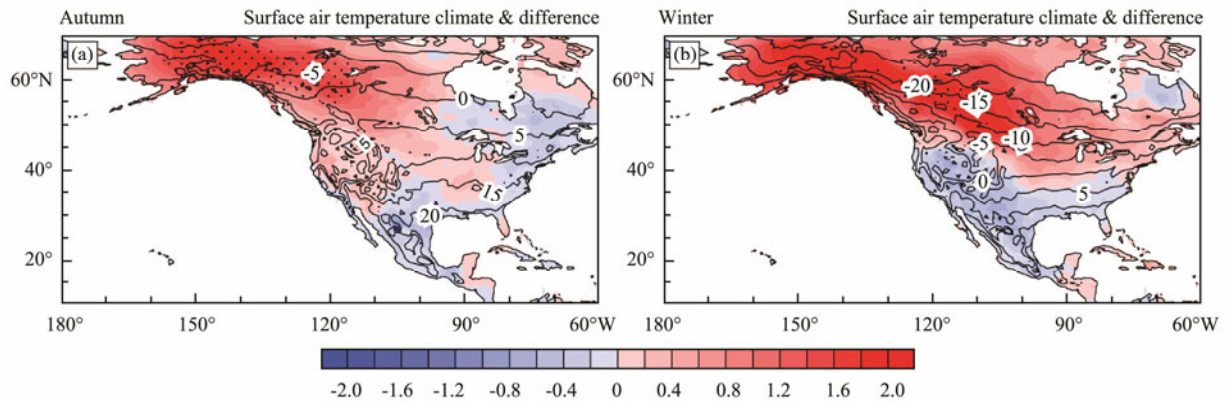 Autumn Surface air temperature climate & difference Winter Surface air temperature climate & difference
(a) (b)
60°N 60°N
40° 40°
20° 20°
-5
0
5
5
15
20
-20
-15
-10
-5
0
5
180° 150° 120° 90° 60°W 180° 150° 120° 90° 60°W
-2.0 -1.6 -1.2 -0.8 -0.4 0 0.4 0.8 1.2 1.6 2.0